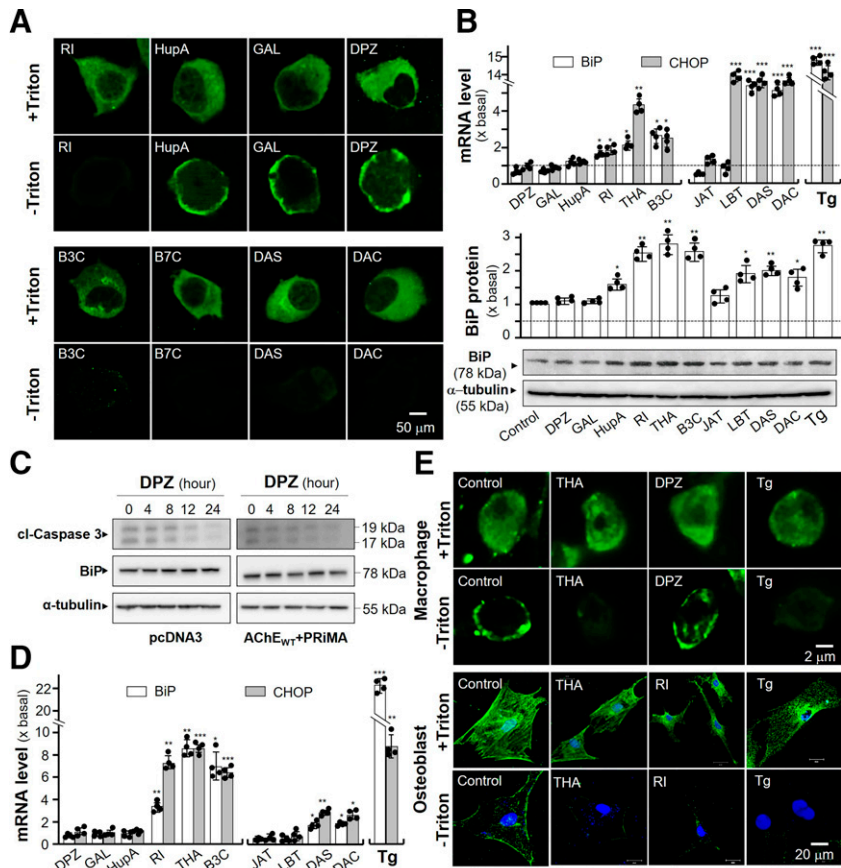 A
RI HupA GAL DPZ
+Triton
RI HupA GAL DPZ
-Triton
B3C B7C DAS DAC
+Triton
B3C B7C DAS DAC
-Triton
50 μm
B
BiP CHOP
mRNA level
(x basal)
15
14
6
4
2
0
*** *** *** *** *** *** *** *** ** * * * * * *
DPZ GAL HupA RI THA B3C JAT LBT DAS DAC Tg
BiP protein
(x basal)
3
2
1
* ** ** ** * ** * **
BiP
(78 kDa)
α-tubulin
(55 kDa)
Control DPZ GAL HupA RI THA B3C JAT LBT DAS DAC Tg
C
DPZ (hour) DPZ (hour)
0 4 8 12 24 0 4 8 12 24
cl-Caspase 3
19 kDa
17 kDa
BiP
78 kDa
α-tubulin
55 kDa
pcDNA3 AChEWT+PRiMA
D
BiP CHOP
mRNA level (x basal)
22
20
10
8
6
4
2
0
** ** ** *** * *** * ** * * *** **
DPZ GAL HupA RI THA B3C JAT LBT DAS DAC Tg
E
Macrophage
+Triton
Control THA DPZ Tg
-Triton
Control THA DPZ Tg
2 μm
Osteoblast
+Triton
Control THA RI Tg
-Triton
Control THA RI Tg
20 μm